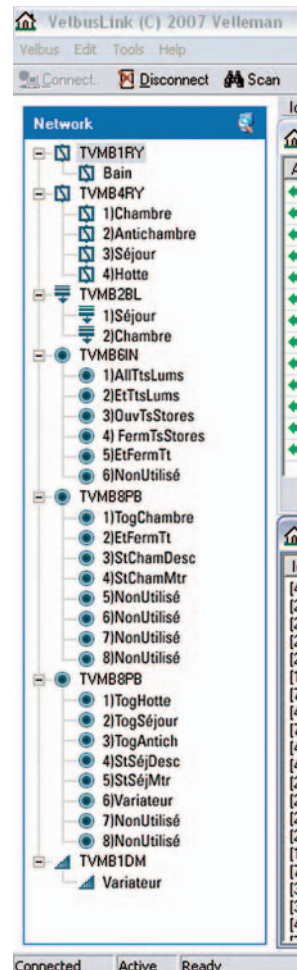 VelbusLink (C) 2007 Velleman
Velbus Edit Tools Help
Connect.. Disconnect Scan
Network
TVMB1RY
Bain
TVMB4RY
1)Chambre
2)Antichambre
3)Séjour
4)Hotte
TVMB2BL
1)Séjour
2)Chambre
TVMB6IN
1)AllTtsLums
2)EtTtsLums
3)OuvTsStores
4) FermTsStores
5)EtFermTt
6)NonUtilisé
TVMB8PB
1)TogChambre
2)EtFermTt
3)StChamDesc
4)StChamMtr
5)NonUtilisé
6)NonUtilisé
7)NonUtilisé
8)NonUtilisé
TVMB8PB
1)TogHotte
2)TogSéjour
3)TogAntich
4)StSéjDesc
5)StSéjMtr
6)Variateur
7)NonUtilisé
8)NonUtilisé
TVMB1DM
Variateur
Connected Active Ready